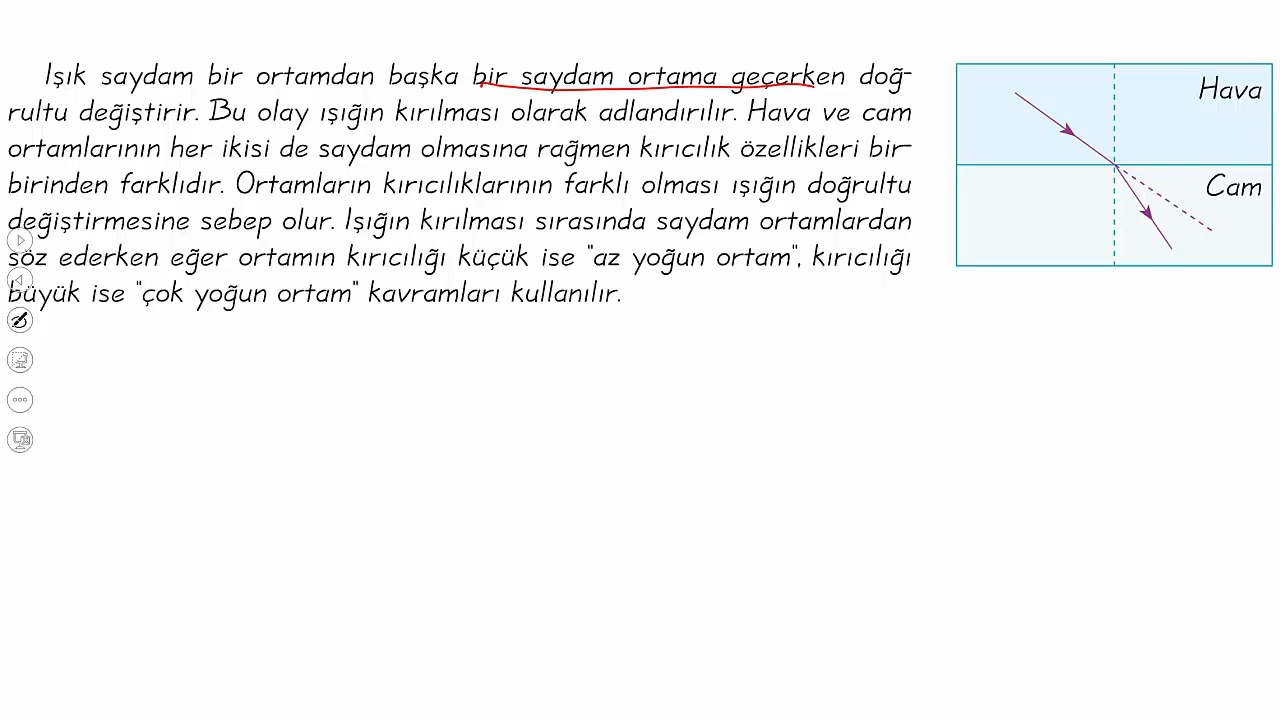 Işık saydam bir ortamdan başka bir saydam ortama geçerken doğ-
rultu değiştirir. Bu olay ışığın kırılması olarak adlandırılır. Hava ve cam
ortamlarının her ikisi de saydam olmasına rağmen kırıcılık özellikleri bir-
birinden farklıdır. Ortamların kırıcılıklarının farklı olması ışığın doğrultu
değiştirmesine sebep olur. Işığın kırılması sırasında saydam ortamlardan
söz ederken eğer ortamın kırıcılığı küçük ise "az yoğun ortam", kırıcılığı
büyük ise "çok yoğun ortam" kavramları kullanılır.
Hava
Cam